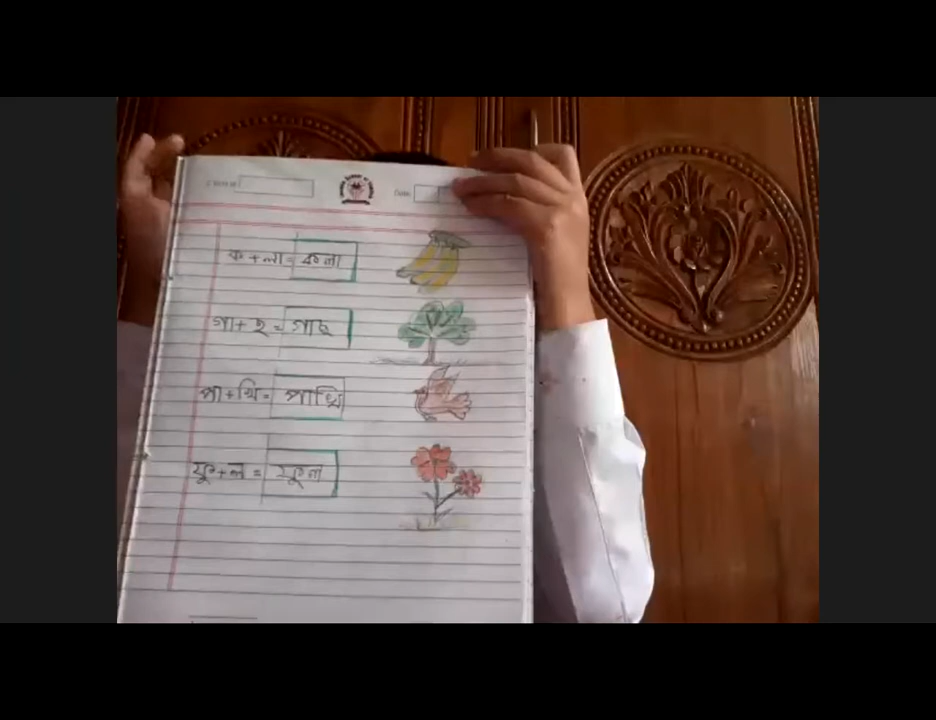 ক + লা = কলা
গা + ছ = গাছ
পা + খি = পাখি
ফু + ল = ফুল